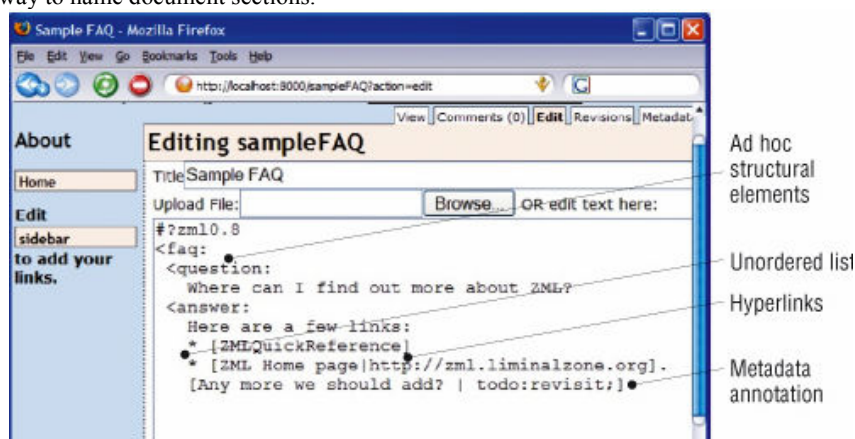 way to name document sections.
Sample FAQ - Mozilla Firefox
File Edit View Go Bookmarks Tools Help
http://localhost:8000/sampleFAQ?action=edit
G
View Comments (0) Edit Revisions Metadat
About
Editing sampleFAQ
Home
Title Sample FAQ
Edit
Upload File: Browse... OR edit text here:
sidebar
to add your
links.
#?zml0.8
<faq:
<question:
Where can I find out more about ZML?
<answer:
Here are a few links:
* [ZMLQuickReference]
* [ZML Home page|http://zml.liminalzone.org].
[Any more we should add? | todo:revisit;]
Ad hoc
structural
elements
Unordered list
Hyperlinks
Metadata
annotation